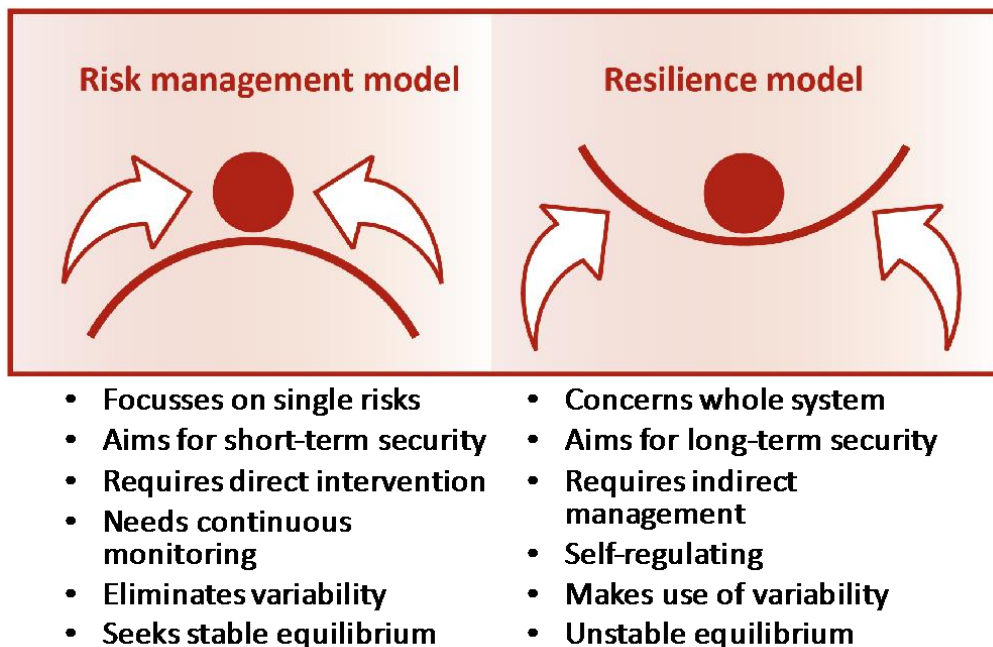 Risk management model
• Focusses on single risks
• Aims for short-term security
• Requires direct intervention
• Needs continuous
monitoring
• Eliminates variability
• Seeks stable equilibrium
Resilience model
• Concerns whole system
• Aims for long-term security
• Requires indirect
management
• Self-regulating
• Makes use of variability
• Unstable equilibrium